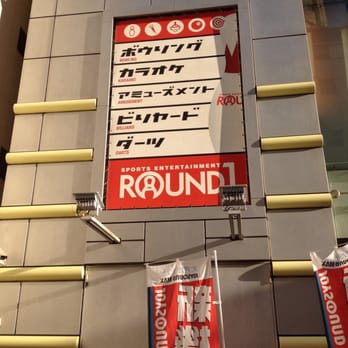 ボウリング
BOWLING
カラオケ
KARAOKE
アミューズメント
AMUSEMENT
ビリヤード
BILLIARDS
ダーツ
DARTS
SPORTS ENTERTAINMENT
ROUND1